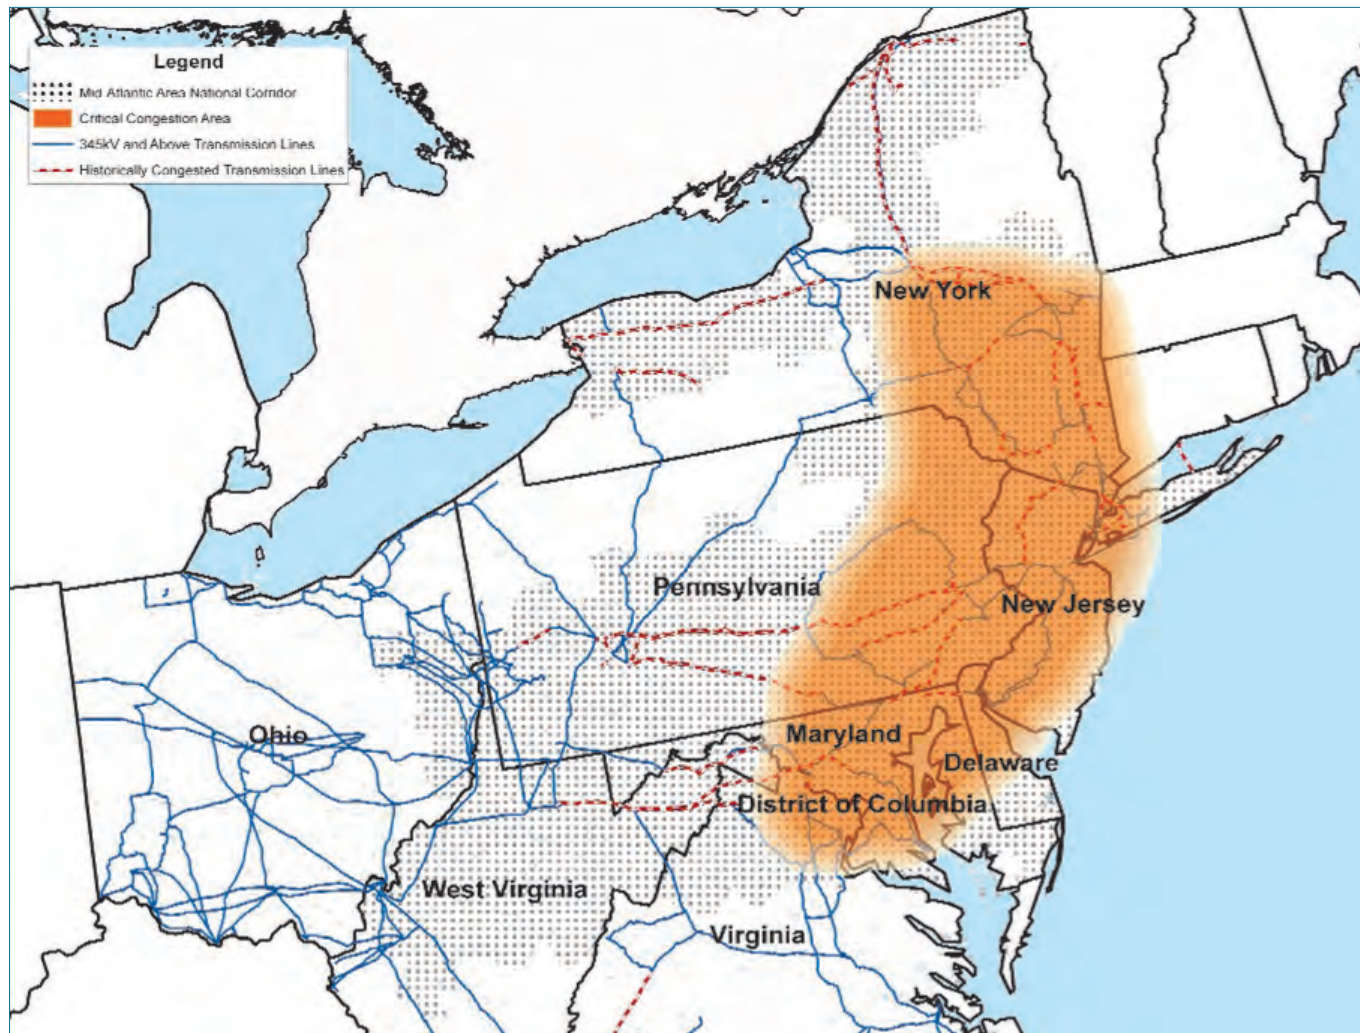 Legend
Mid Atlantic Area National Corridor
Critical Congestion Area
345kV and Above Transmission Lines
Historically Congested Transmission Lines
New York
Pennsylvania
New Jersey
Ohio
Maryland
Delaware
District of Columbia
West Virginia
Virginia